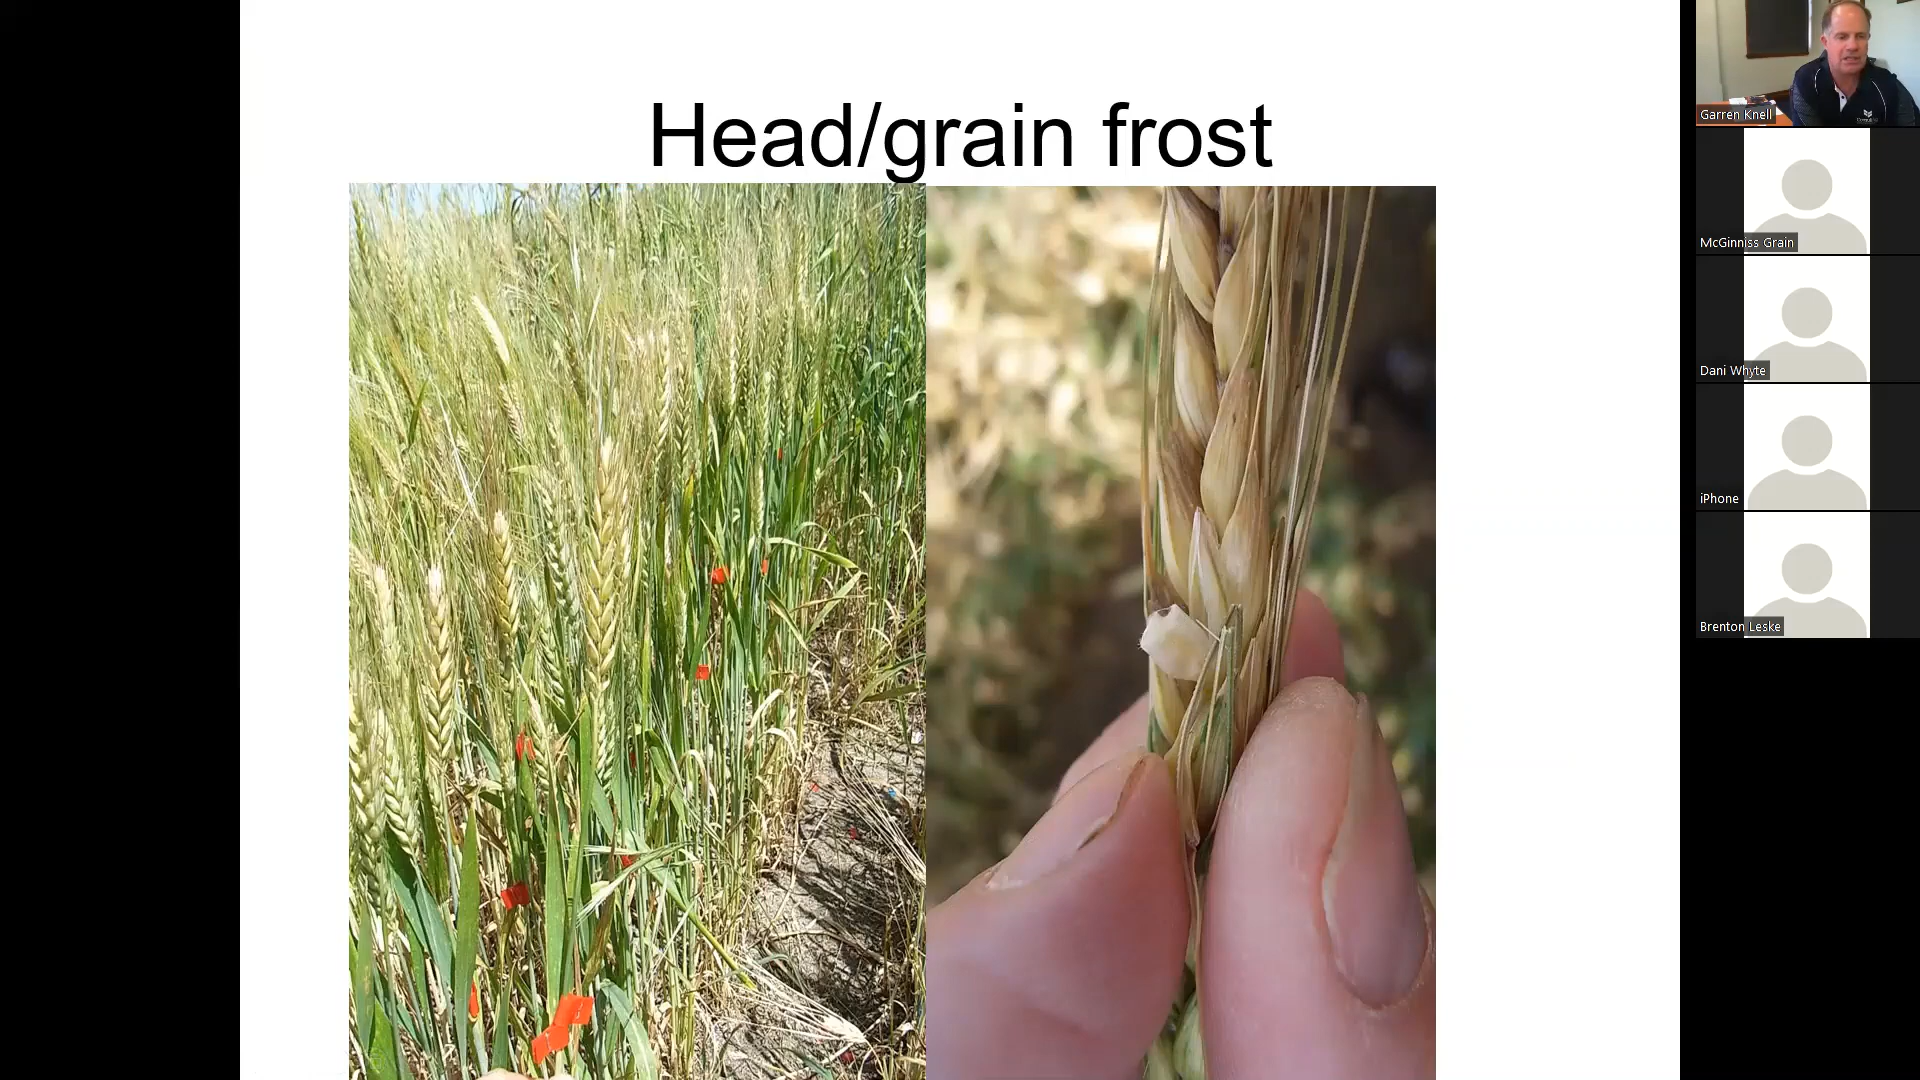 Head/grain frost
Garren Knell
McGinniss Grain
Dani Whyte
iPhone
Brenton Leske